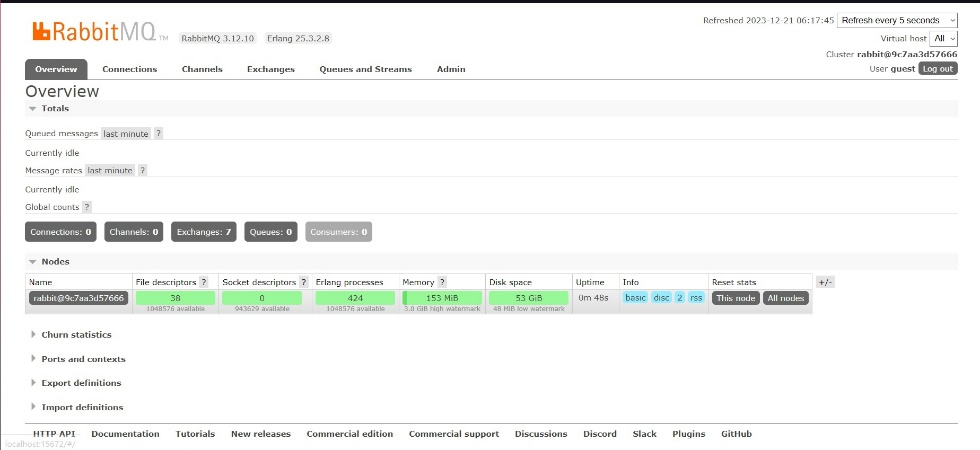 RabbitMQ TM RabbitMQ 3.12.10 Erlang 25.3.2.8
Refreshed 2023-12-21 06:17:45 Refresh every 5 seconds
Virtual host All
Cluster rabbit@9c7aa3d57666
User guest Log out
Overview Connections Channels Exchanges Queues and Streams Admin
Overview
Totals
Queued messages last minute ?
Currently idle
Message rates last minute ?
Currently idle
Global counts ?
Connections: 0 Channels: 0 Exchanges: 7 Queues: 0 Consumers: 0
Nodes
Name File descriptors ? Socket descriptors ? Erlang processes Memory ? Disk space Uptime Info Reset stats +/-
rabbit@9c7aa3d57666 38 0 424 153 MiB 53 GiB 0m 48s basic disc 2 rss This node All nodes
1048576 available 943629 available 1048576 available 3.0 GiB high watermark 48 MiB low watermark
Churn statistics
Ports and contexts
Export definitions
Import definitions
HTTP API Documentation Tutorials New releases Commercial edition Commercial support Discussions Discord Slack Plugins GitHub
localhost:15672/#/